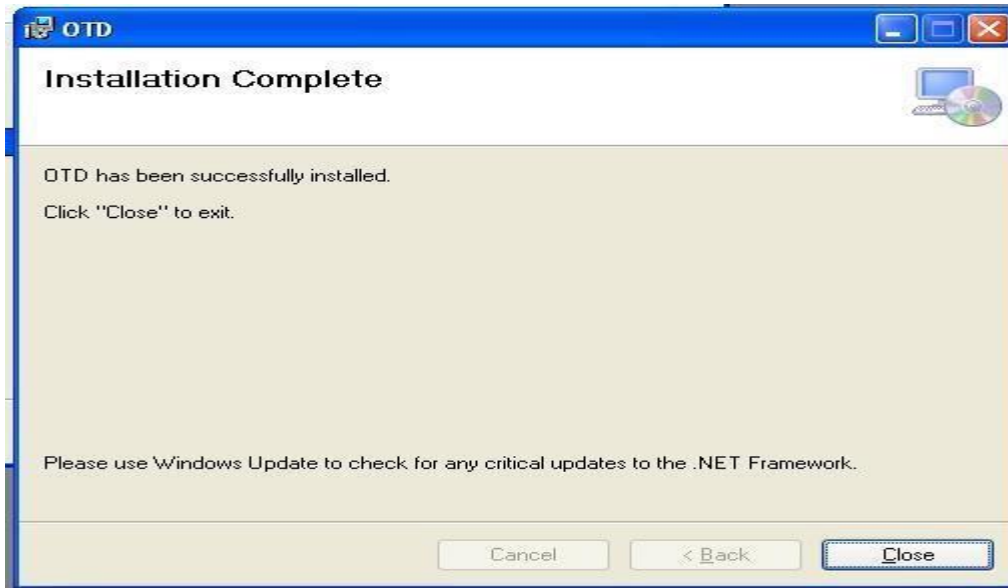 OTD
Installation Complete
OTD has been successfully installed.
Click "Close" to exit.
Please use Windows Update to check for any critical updates to the .NET Framework.
Cancel
< Back
Close